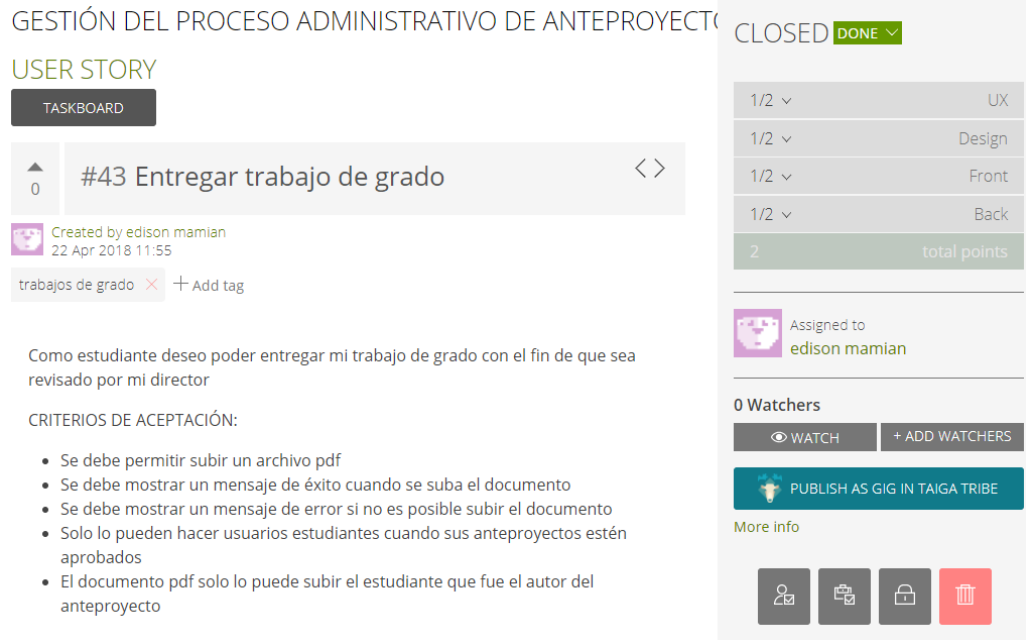 GESTIÓN DEL PROCESO ADMINISTRATIVO DE ANTEPROYECTO
USER STORY
TASKBOARD
0
#43 Entregar trabajo de grado
Created by edison mamian
22 Apr 2018 11:55
trabajos de grado
+ Add tag
Como estudiante deseo poder entregar mi trabajo de grado con el fin de que sea
revisado por mi director
CRITERIOS DE ACEPTACIÓN:
• Se debe permitir subir un archivo pdf
• Se debe mostrar un mensaje de éxito cuando se suba el documento
• Se debe mostrar un mensaje de error si no es posible subir el documento
• Solo lo pueden hacer usuarios estudiantes cuando sus anteproyectos estén
aprobados
• El documento pdf solo lo puede subir el estudiante que fue el autor del
anteproyecto
CLOSED DONE
1/2 UX
1/2 Design
1/2 Front
1/2 Back
2 total points
Assigned to
edison mamian
0 Watchers
WATCH
+ ADD WATCHERS
PUBLISH AS GIG IN TAIGA TRIBE
More info